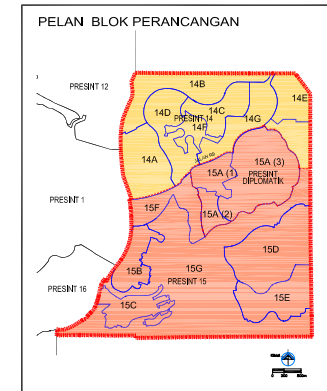 PELAN BLOK PERANCANGAN
14B
PRESINT 12
14E
14D
14C
PRESINT 14
14F
14G
14A
15A (3)
15A (1)
PRESINT
DIPLOMATIK
PRESINT 1
15F
15A (2)
15D
15B
15G
PRESINT 15
PRESINT 16
15E
15C